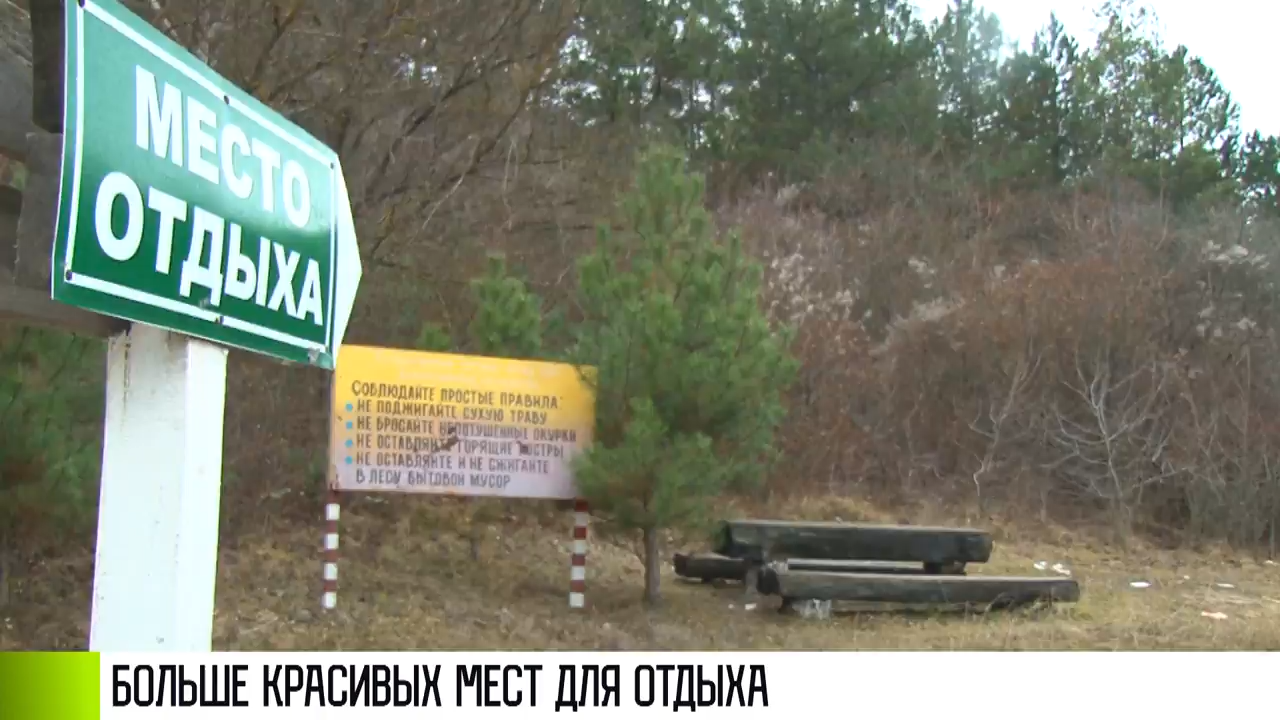 МЕСТО
ОТДЫХА
СОБЛЮДАЙТЕ ПРОСТЫЕ ПРАВИЛА:
• НЕ ПОДЖИГАЙТЕ СУХУЮ ТРАВУ
• НЕ БРОСАЙТЕ НЕПОТУШЕННЫЕ ОКУРКИ
• НЕ ОСТАВЛЯЙТЕ ГОРЯЩИЕ КОСТРЫ
• НЕ ОСТАВЛЯЙТЕ И НЕ СЖИГАЙТЕ
В ЛЕСУ БЫТОВОЙ МУСОР
БОЛЬШЕ КРАСИВЫХ МЕСТ ДЛЯ ОТДЫХА